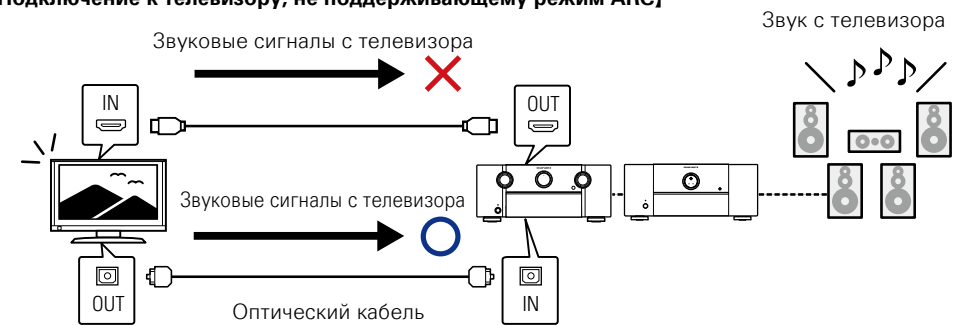 Подключение к телевизору, не поддерживающему режим ARC】
Звук с телевизора
Звуковые сигналы с телевизора
IN
OUT
Звуковые сигналы с телевизора
OUT
IN
Оптический кабель